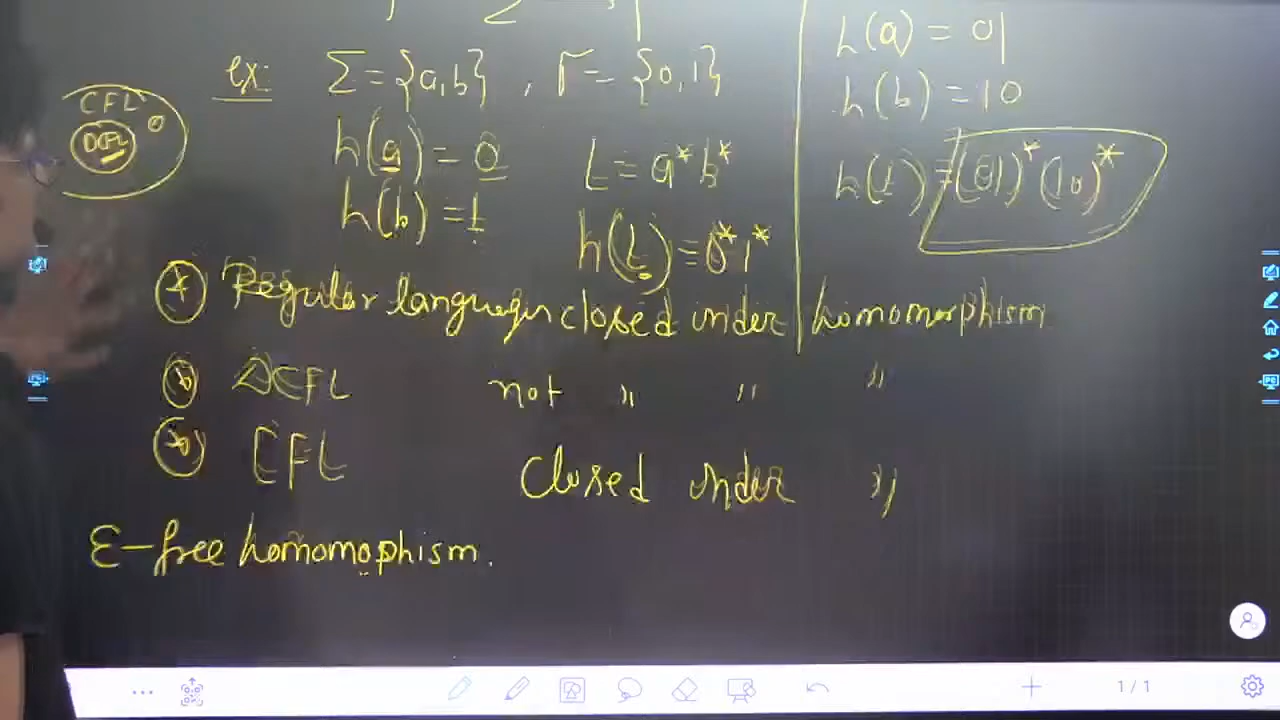 ex: Σ = {a,b} , Γ = {0,1}
h(a) = 0
h(b) = 1
L = a* b*
h(L) = 0* 1*
h(a) = 01
h(b) = 10
h(L) = (01)* (10)*
CFL
DCFL
* Regular languages closed under homomorphism
DCFL not " " "
CFL closed under "
ε-free homomophism.
1/1